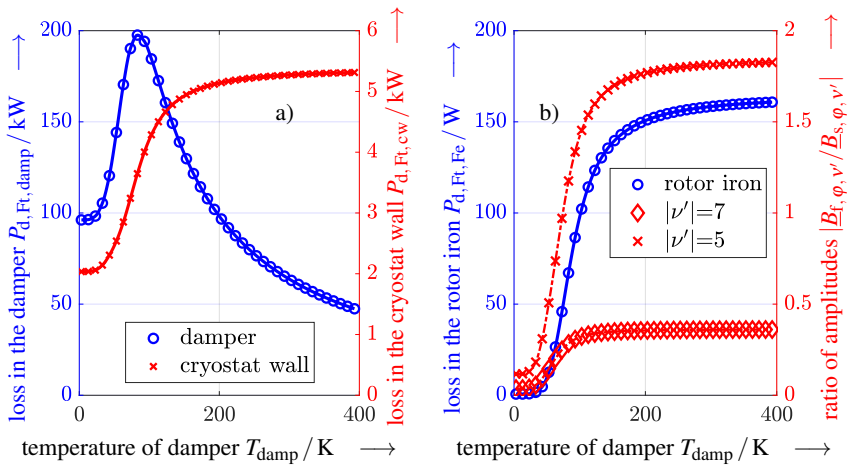 loss in the damper P_d,Ft,damp / kW ⟶
200
150
100
50
0
a)
damper
cryostat wall
0 100 200 300 400
temperature of damper T_damp / K ⟶
6
5
4
3
2
1
0
loss in the cryostat wall P_d,Ft,cw / kW ⟶
loss in the rotor iron P_d,Ft,Fe / W ⟶
200
150
100
50
0
b)
rotor iron
|ν′|=7
|ν′|=5
0 200 400
temperature of damper T_damp / K ⟶
2
1.5
1
0.5
0
ratio of amplitudes |B_f,φ,ν′ / B_s,φ,ν′| ⟶